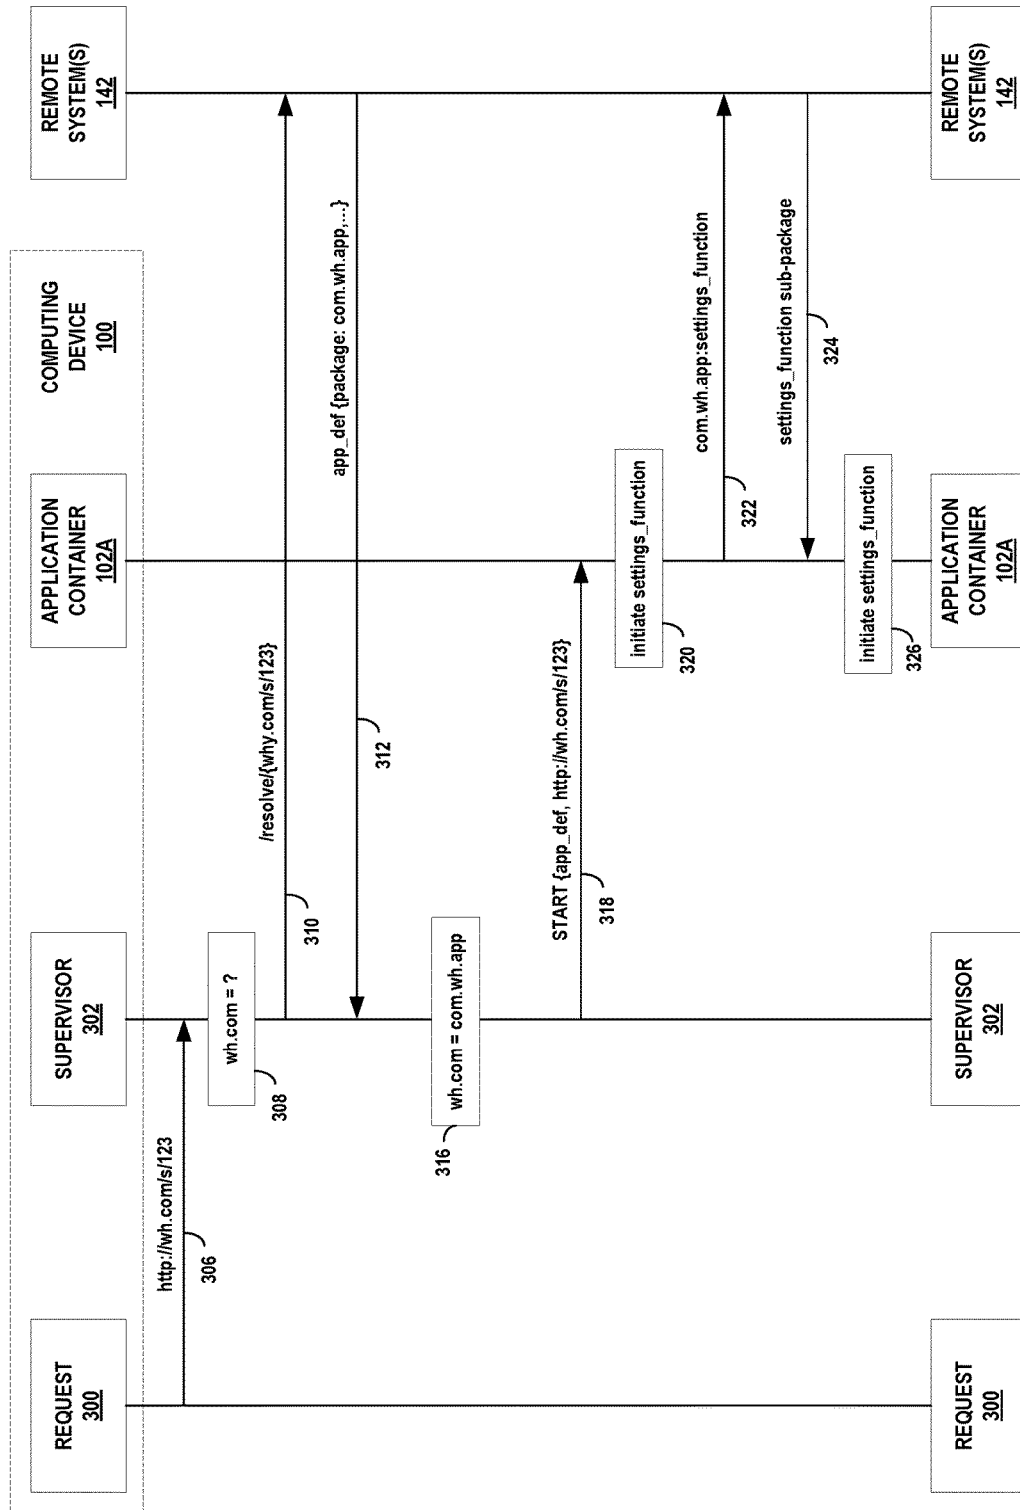 REQUEST
300
SUPERVISOR
302
APPLICATION
CONTAINER
102A
COMPUTING
DEVICE
100
REMOTE
SYSTEM(S)
142
http://wh.com/s/123
306
wh.com = ?
308
/resolve/{why.com/s/123}
310
app_def {package: com.wh.app,...}
312
wh.com = com.wh.app
316
START {app_def, http://wh.com/s/123}
318
initiate settings_function
320
com.wh.app:settings_function
322
settings_function sub-package
324
initiate settings_function
326
REQUEST
300
SUPERVISOR
302
APPLICATION
CONTAINER
102A
REMOTE
SYSTEM(S)
142